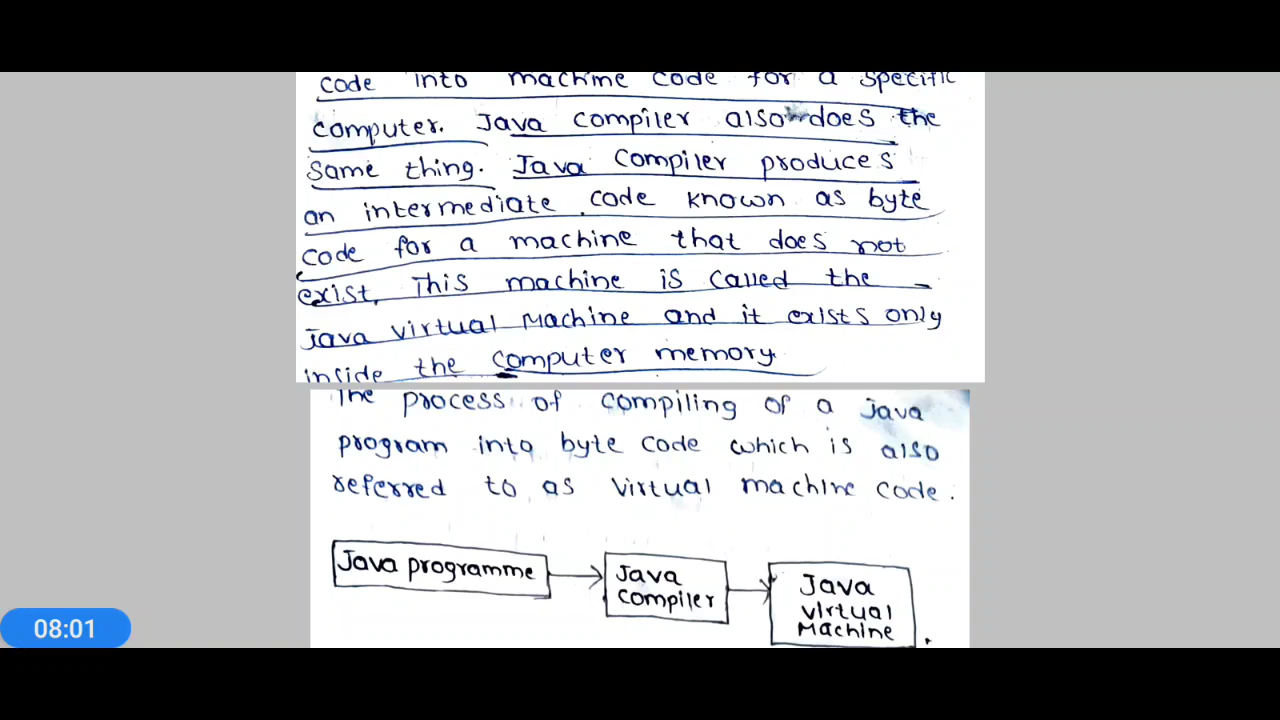 code into machine code for a specific
computer. Java compiler also does the
same thing. Java compiler produces
an intermediate code known as byte
code for a machine that does not
exist. This machine is called the
java virtual Machine and it exists only
inside the computer memory
The process of compiling of a java
program into byte code which is also
referred to as virtual machine code.
Java programme
Java
compiler
Java
virtual
Machine
08:01